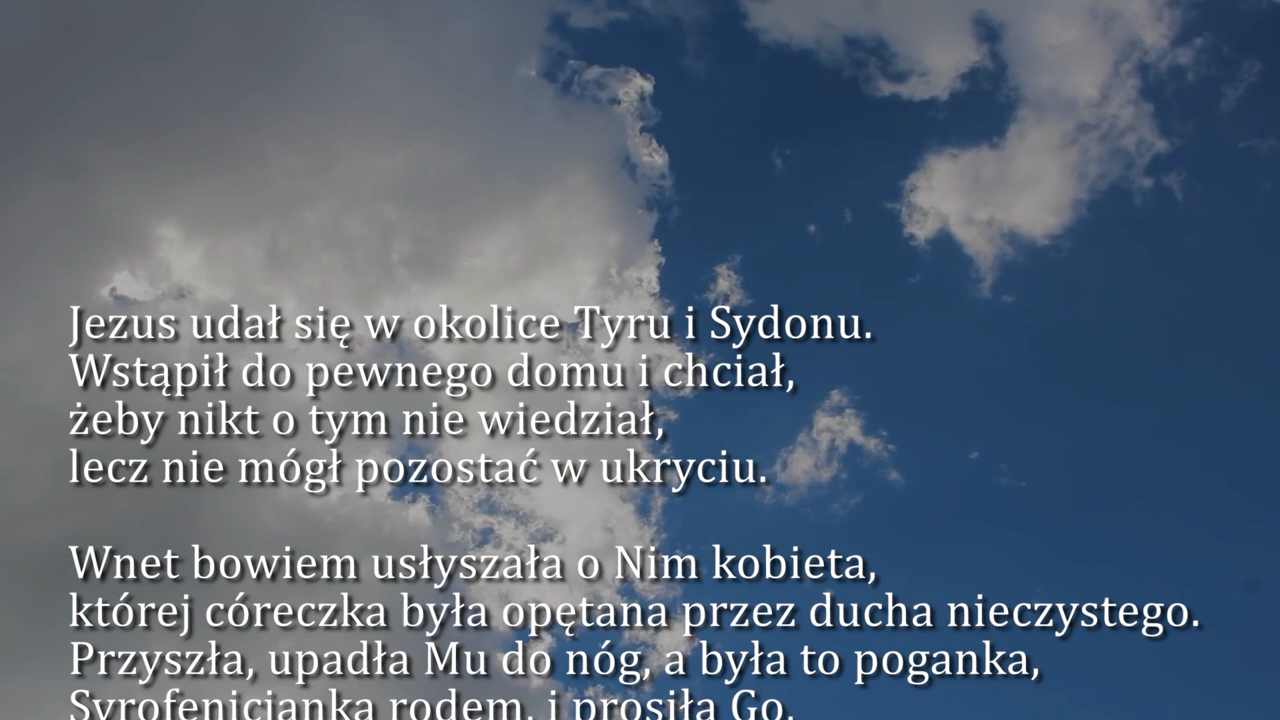 Jezus udał się w okolice Tyru i Sydonu.
Wstąpił do pewnego domu i chciał,
żeby nikt o tym nie wiedział,
lecz nie mógł pozostać w ukryciu.
Wnet bowiem usłyszała o Nim kobieta,
której córeczka była opętana przez ducha nieczystego.
Przyszła, upadła Mu do nóg, a była to poganka,
Syrofenicjanka rodem, i prosiła Go,